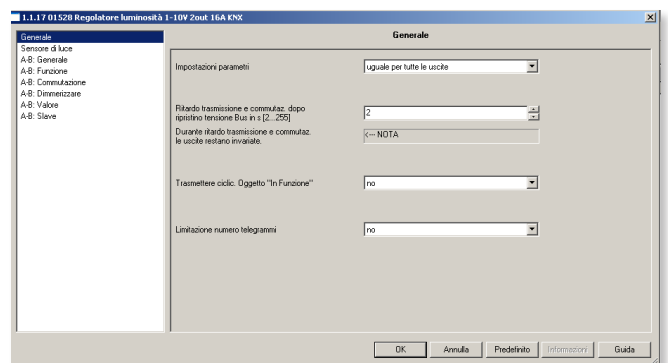 1.1.17 01528 Regolatore luminosità 1-10V 2out 16A KNX
Generale
Sensore di luce
A-B: Generale
A-B: Funzione
A-B: Commutazione
A-B: Dimmerizzare
A-B: Valore
A-B: Slave
Generale
Impostazioni parametri
uguale per tutte le uscite
Ritardo trasmissione e commutaz. dopo
ripristino tensione Bus in s [2...255]
2
Durante ritardo trasmissione e commutaz.
le uscite restano invariate.
<--- NOTA
Trasmettere ciclic. Oggetto "In Funzione"
no
Limitazione numero telegrammi
no
OK
Annulla
Predefinito
Informazioni
Guida